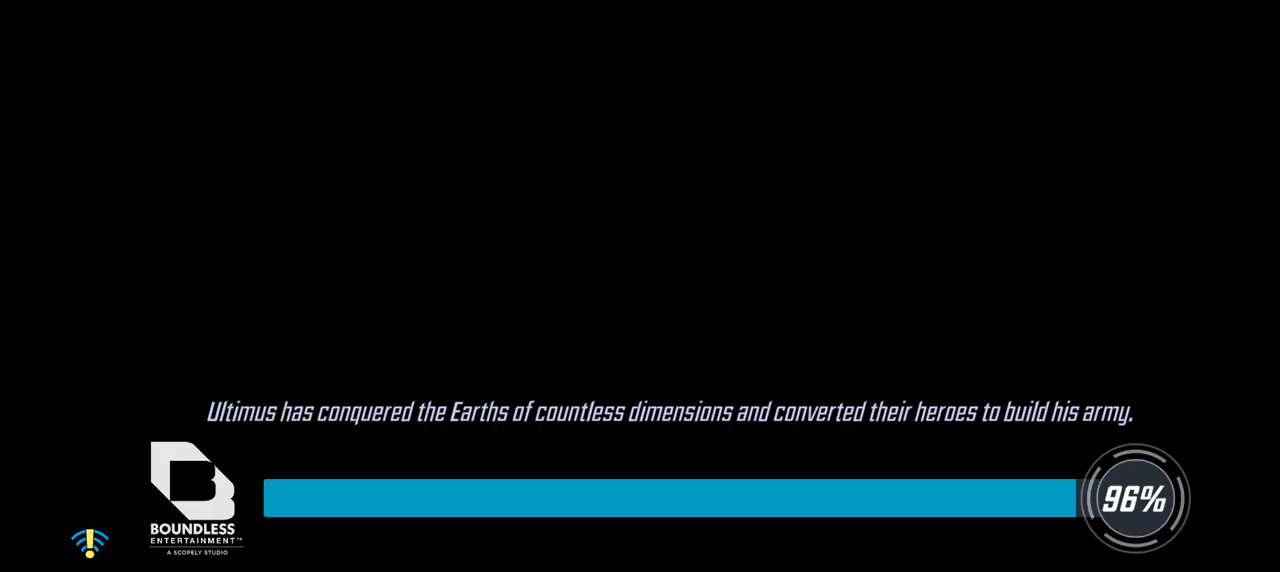 Ultimus has conquered the Earths of countless dimensions and converted their heroes to build his army.
96%
BOUNDLESS
ENTERTAINMENT™
A SCOPELY STUDIO